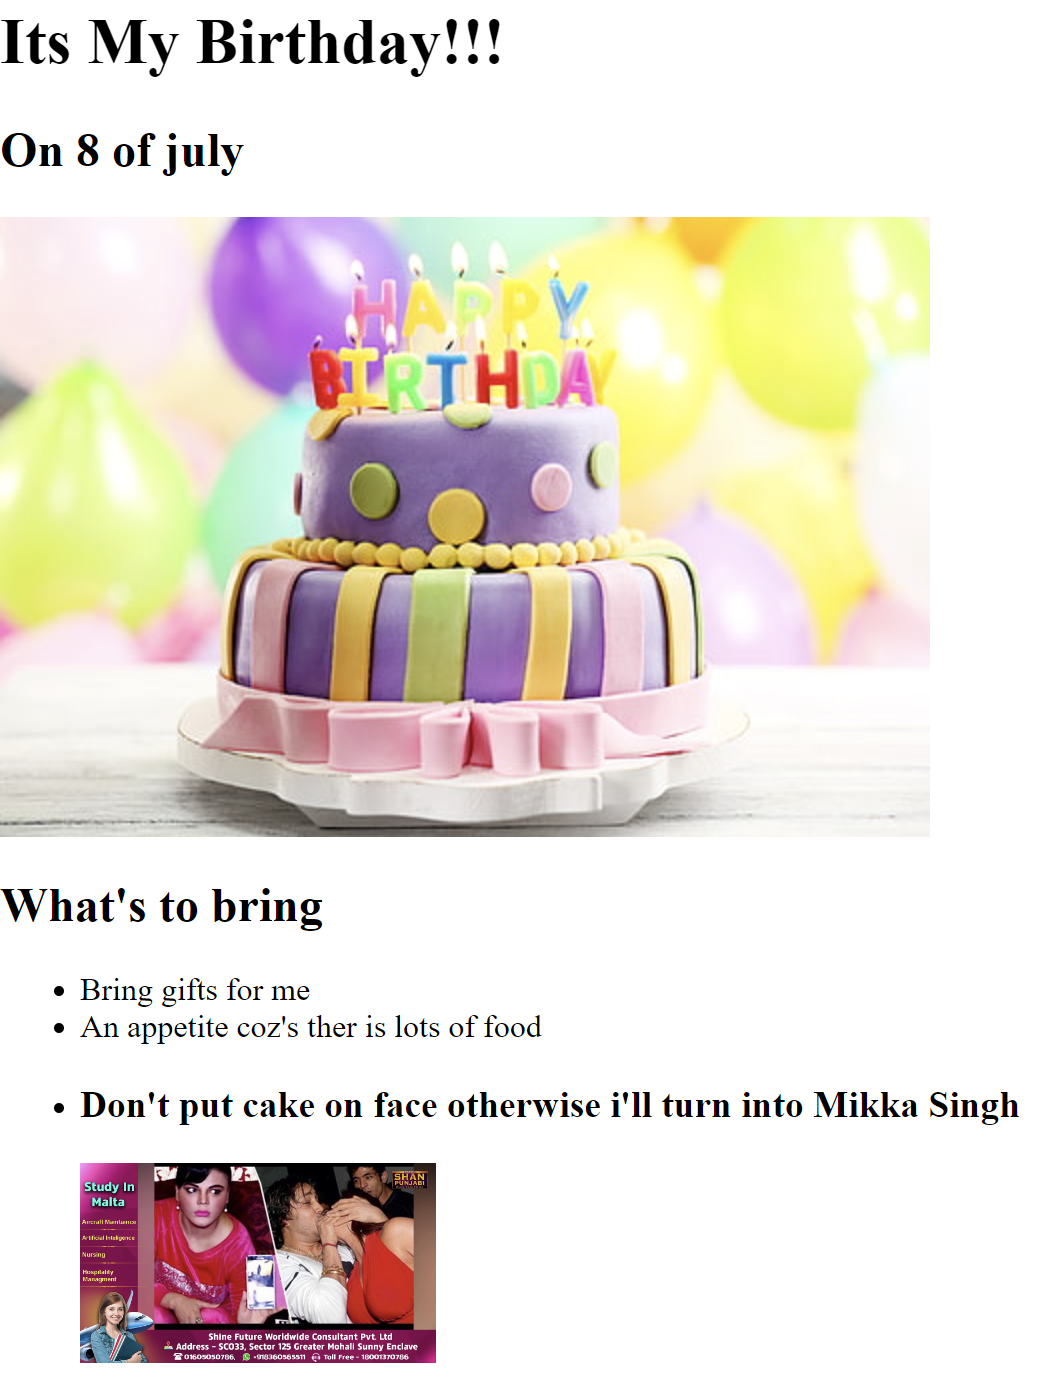 Its My Birthday!!!
On 8 of july
HAPPY
BIRTHDAY
What's to bring
Bring gifts for me
An appetite coz's ther is lots of food
Don't put cake on face otherwise i'll turn into Mikka Singh
Study In
Malta
Aircraft Maintaince
Artificial Inteligence
Nursing
Hospitality
Managment
SHAN
PUNJABI
Shine Future Worldwide Consultant Pvt. Ltd
Address - SCO33, Sector 125 Greater Mohali Sunny Enclave
01605050786, +918360565511 Toll Free - 18001370786